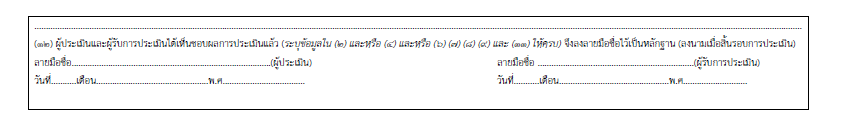 (๑๒) ผู้ประเมินและผู้รับการประเมินได้เห็นชอบผลการประเมินแล้ว (ระบุข้อมูลใน (๒) และหรือ (๔) และหรือ (๖) (๗) (๘) (๙) และ (๑๑) ให้ครบ) จึงลงลายมือชื่อไว้เป็นหลักฐาน (ลงนามเมื่อสิ้นรอบการประเมิน)
ลายมือชื่อ........................................................................(ผู้ประเมิน) ลายมือชื่อ ........................................................(ผู้รับการประเมิน)
วันที่..........เดือน.........................................พ.ศ............................... วันที่..........เดือน.........................................พ.ศ.......................